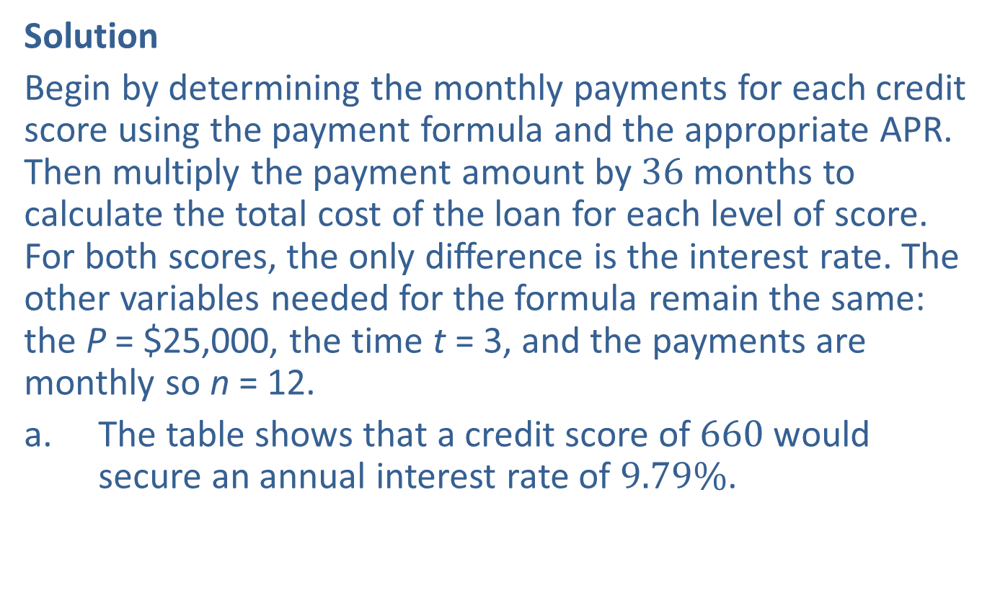 Solution
Begin by determining the monthly payments for each credit
score using the payment formula and the appropriate APR.
Then multiply the payment amount by 36 months to
calculate the total cost of the loan for each level of score.
For both scores, the only difference is the interest rate. The
other variables needed for the formula remain the same:
the P = $25,000, the time t = 3, and the payments are
monthly so n = 12.
a. The table shows that a credit score of 660 would
secure an annual interest rate of 9.79%.